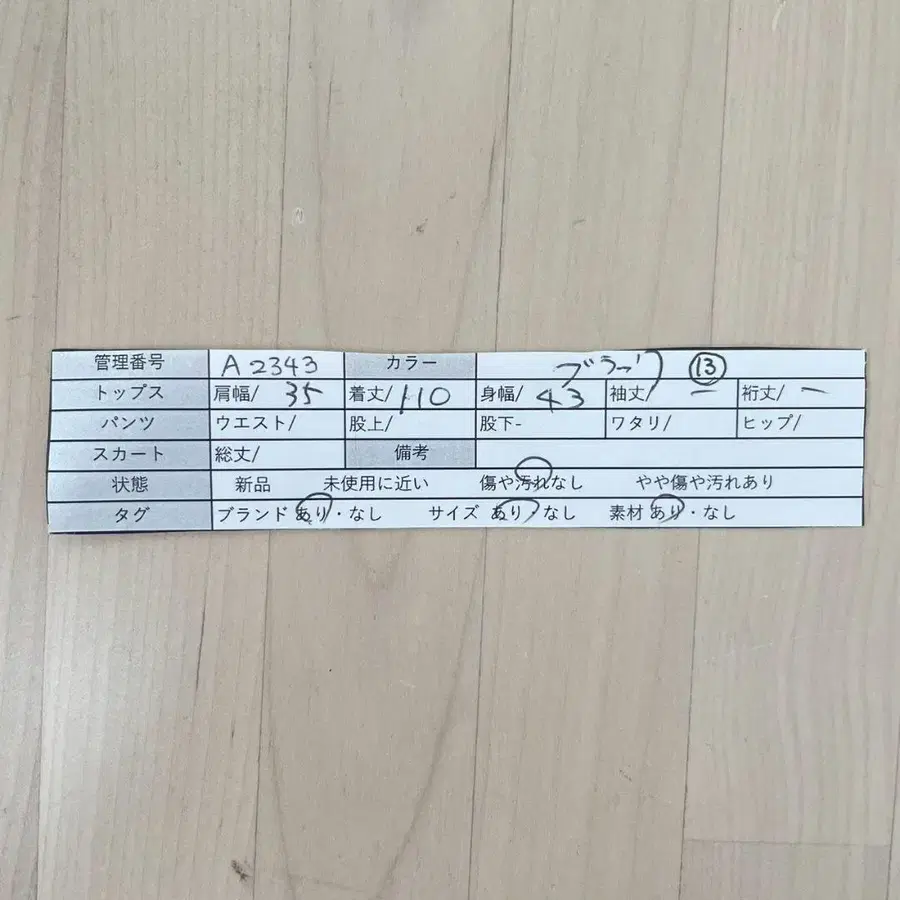 管理番号 A2343 カラー ブラック ⑬
トップス 肩幅/ 35 着丈/ 110 身幅/ 43 袖丈/ ー 裄丈/ ー
パンツ ウエスト/ 股上/ 股下- ワタリ/ ヒップ/
スカート 総丈/ 備考
状態 新品 未使用に近い 傷や汚れなし やや傷や汚れあり
タグ ブランド あり・なし サイズ あり・なし 素材 あり・なし